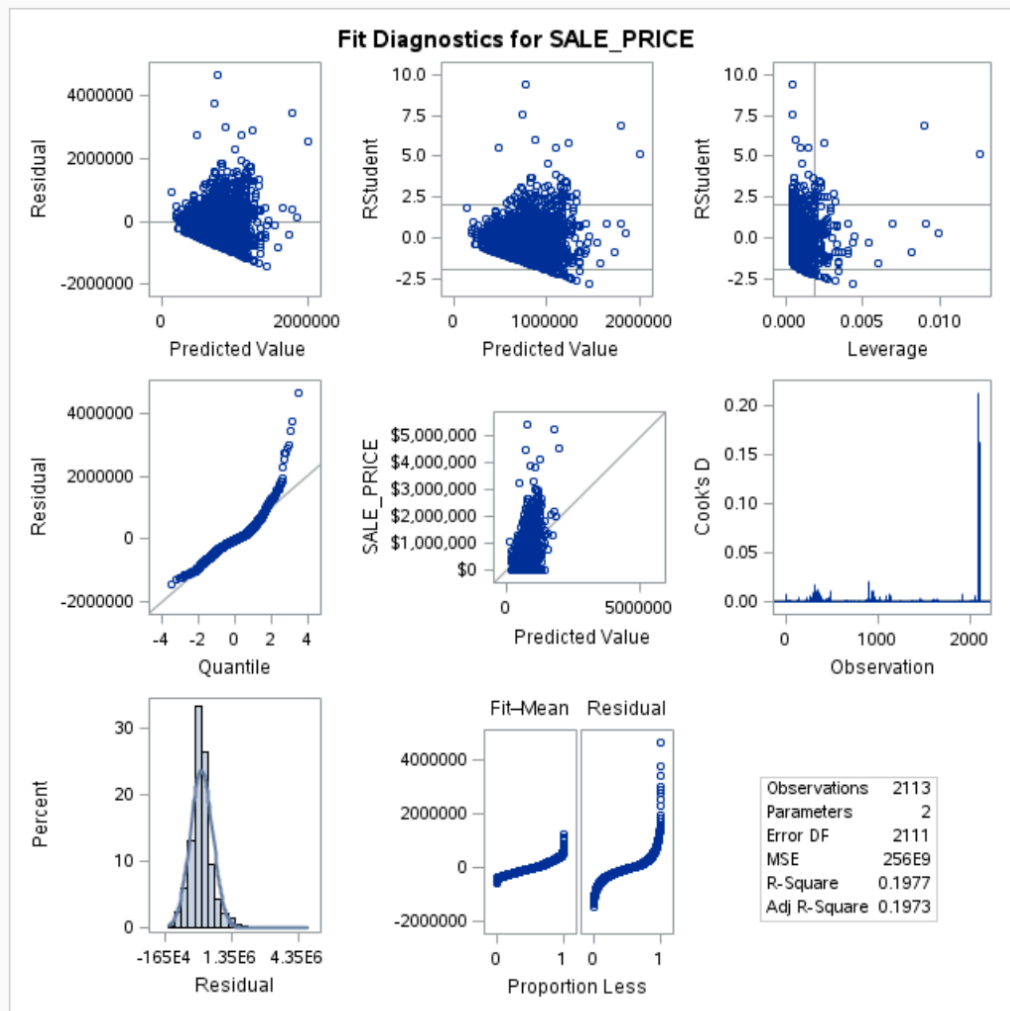 Fit Diagnostics for SALE_PRICE
Residual
4000000
2000000
0
-2000000
0 2000000
Predicted Value
RStudent
10.0
7.5
5.0
2.5
0.0
-2.5
0 1000000 2000000
Predicted Value
RStudent
10.0
7.5
5.0
2.5
0.0
-2.5
0.000 0.005 0.010
Leverage
Residual
4000000
2000000
0
-2000000
-4 -2 0 2 4
Quantile
SALE_PRICE
$5,000,000
$4,000,000
$3,000,000
$2,000,000
$1,000,000
$0
0 5000000
Predicted Value
Cook's D
0.20
0.15
0.10
0.05
0.00
0 1000 2000
Observation
Percent
30
20
10
0
-165E4 1.35E6 4.35E6
Residual
Fit–Mean Residual
4000000
2000000
0
-2000000
0 1 0 1
Proportion Less
Observations 2113
Parameters 2
Error DF 2111
MSE 256E9
R-Square 0.1977
Adj R-Square 0.1973